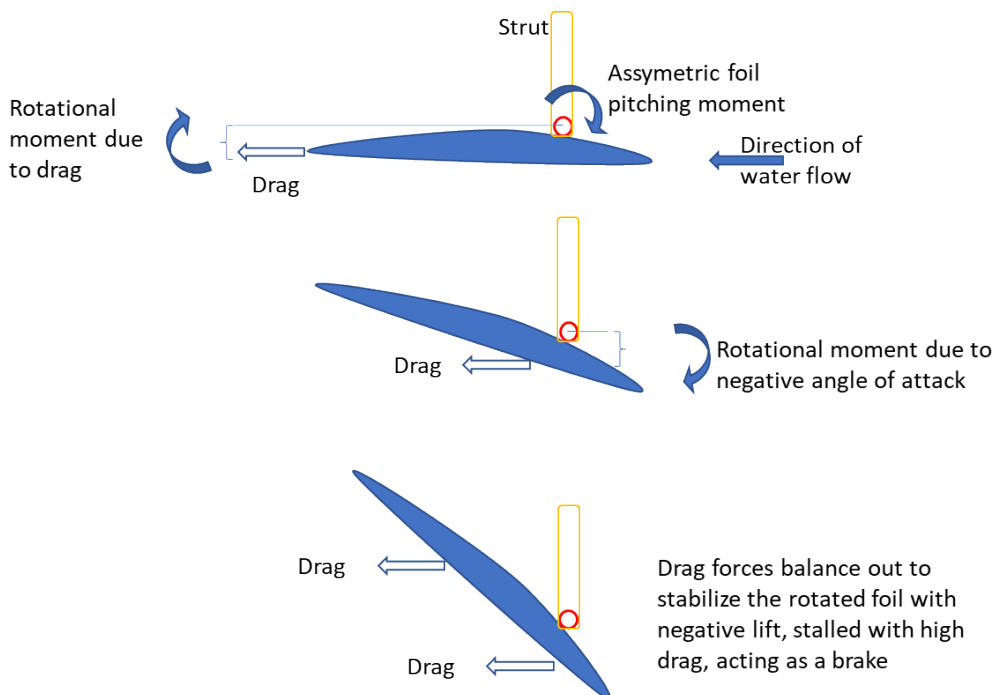 Strut
Assymetric foil
pitching moment
Rotational
moment due
to drag
Drag
Direction of
water flow
Drag
Rotational moment due to
negative angle of attack
Drag
Drag forces balance out to
stabilize the rotated foil with
negative lift, stalled with high
drag, acting as a brake
Drag